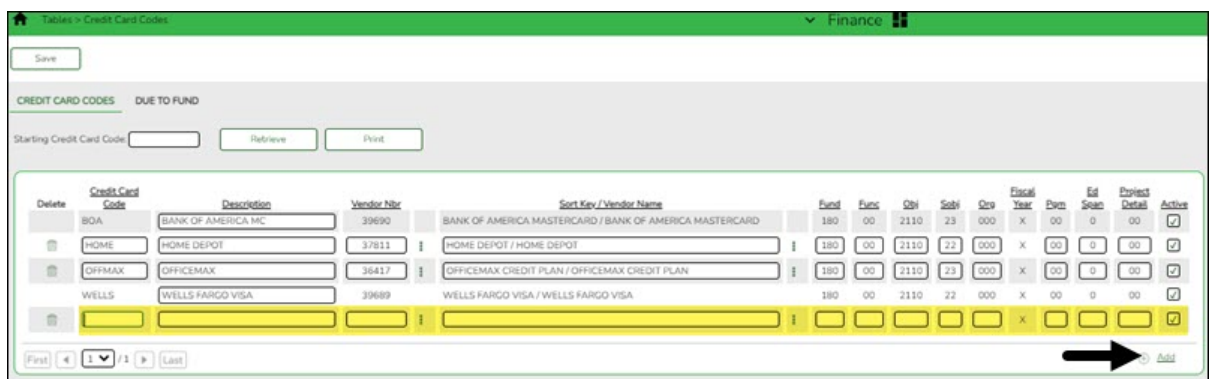 Tables > Credit Card Codes Finance
Save
CREDIT CARD CODES DUE TO FUND
Starting Credit Card Code: Retrieve Print
Delete Credit Card Code Description Vendor Nbr Sort Key / Vendor Name Fund Func Obj Sobj Org Fiscal Year Pgm Ed Span Project Detail Active
BOA BANK OF AMERICA MC 39690 BANK OF AMERICA MASTERCARD / BANK OF AMERICA MASTERCARD 180 00 2110 23 000 X 00 0 00
HOME HOME DEPOT 37811 HOME DEPOT / HOME DEPOT 180 00 2110 22 000 X 00 0 00
OFFMAX OFFICEMAX 36417 OFFICEMAX CREDIT PLAN / OFFICEMAX CREDIT PLAN 180 00 2110 23 000 X 00 0 00
WELLS WELLS FARGO VISA 39689 WELLS FARGO VISA / WELLS FARGO VISA 180 00 2110 22 000 X 00 0 00
X
First 1 / 1 Last Add